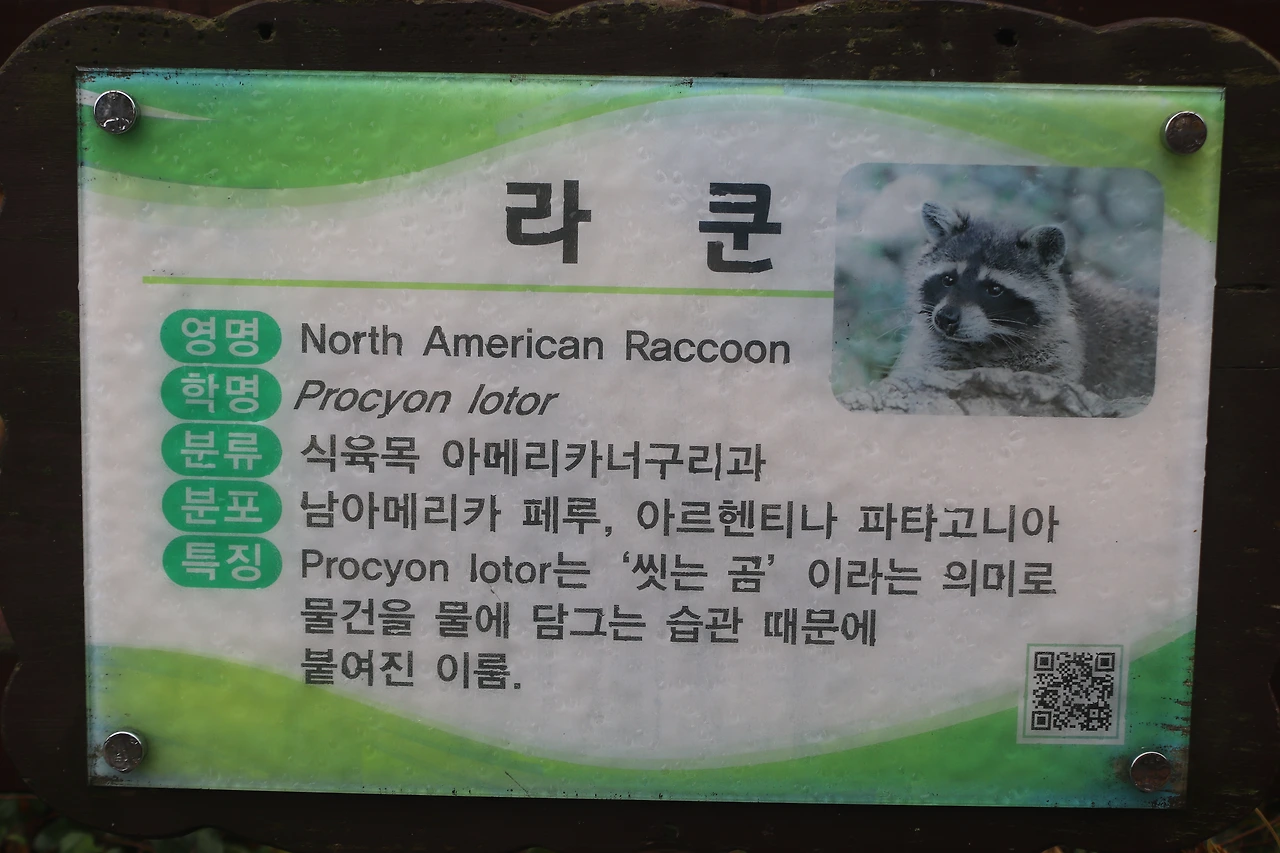 라 쿤
영명 North American Raccoon
학명 Procyon lotor
분류 식육목 아메리카너구리과
분포 남아메리카 페루, 아르헨티나 파타고니아
특징 Procyon lotor는 ‘씻는 곰’ 이라는 의미로
물건을 물에 담그는 습관 때문에
붙여진 이름.